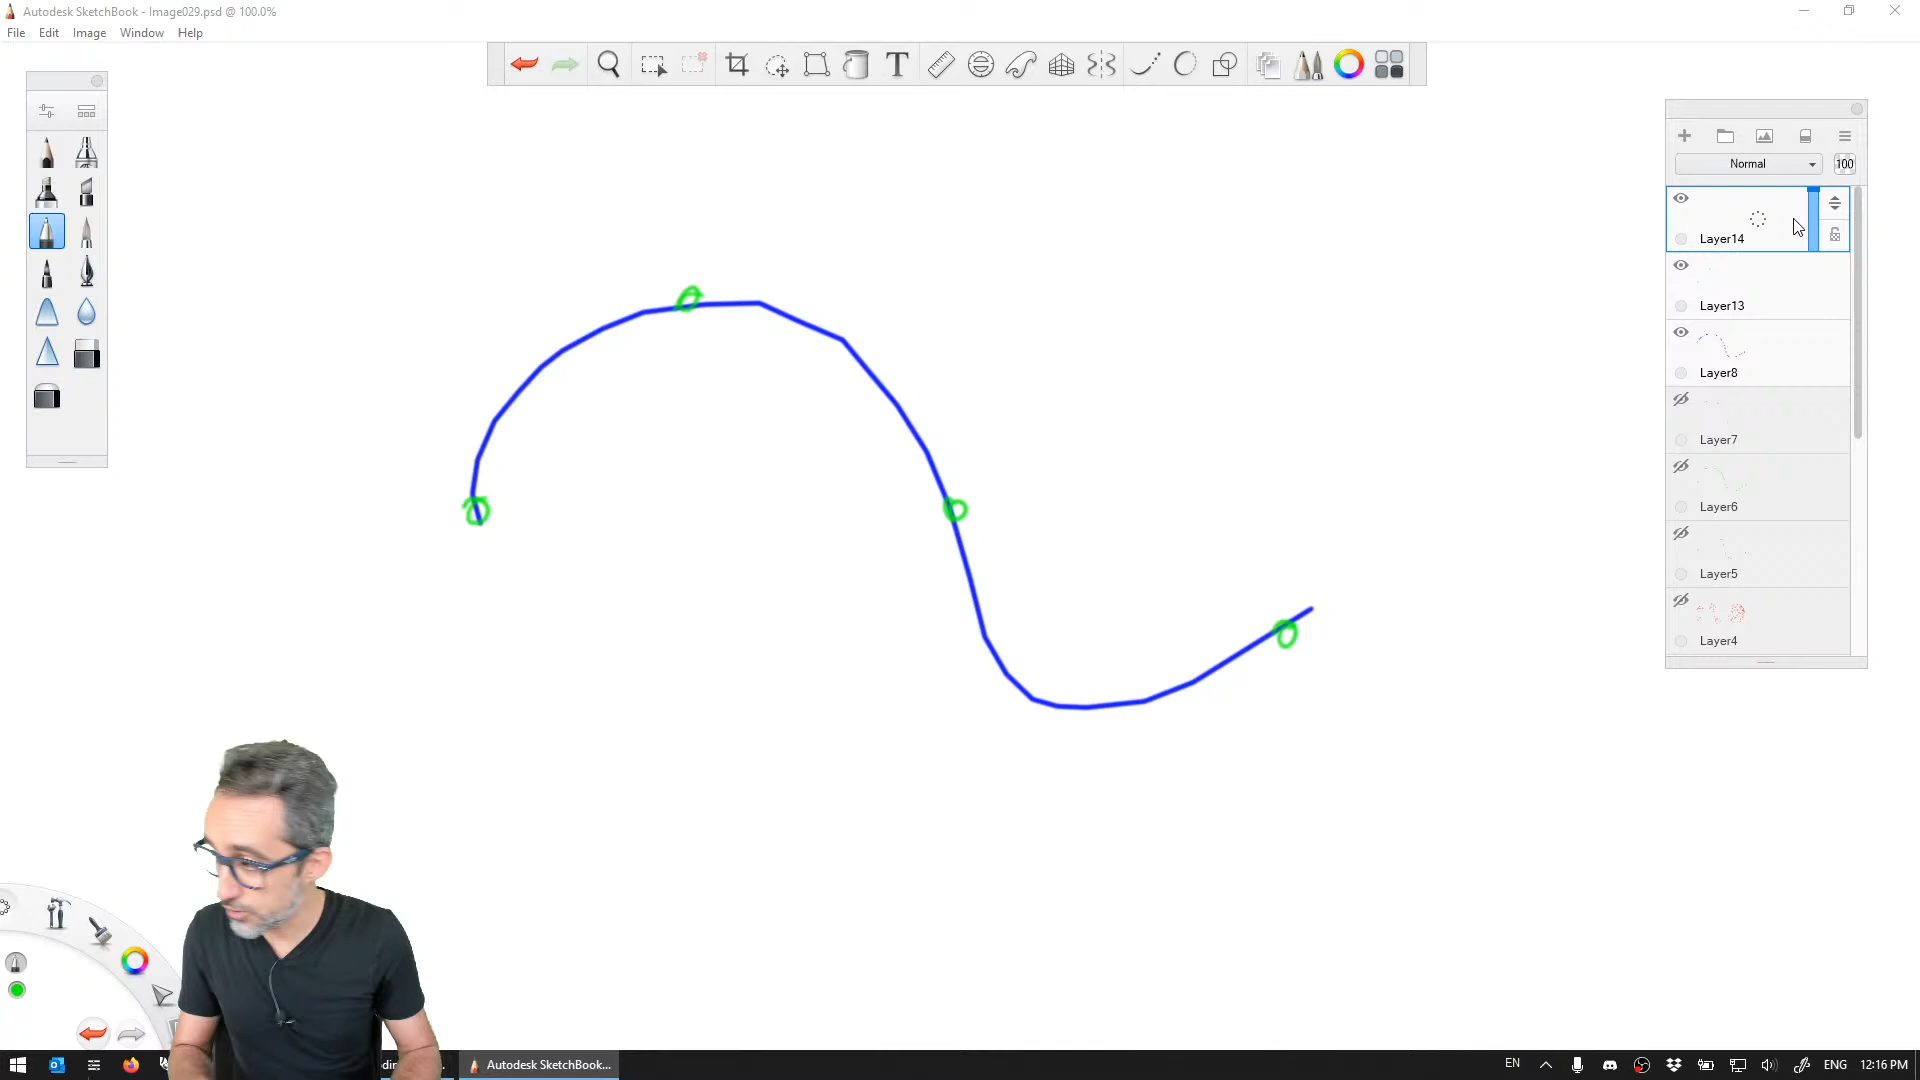 Autodesk SketchBook - Image029.psd @ 100.0%
File Edit Image Window Help
T
Normal 100
Layer14
Layer13
Layer8
Layer7
Layer6
Layer5
Layer4
Autodesk SketchBook...
EN ENG 12:16 PM